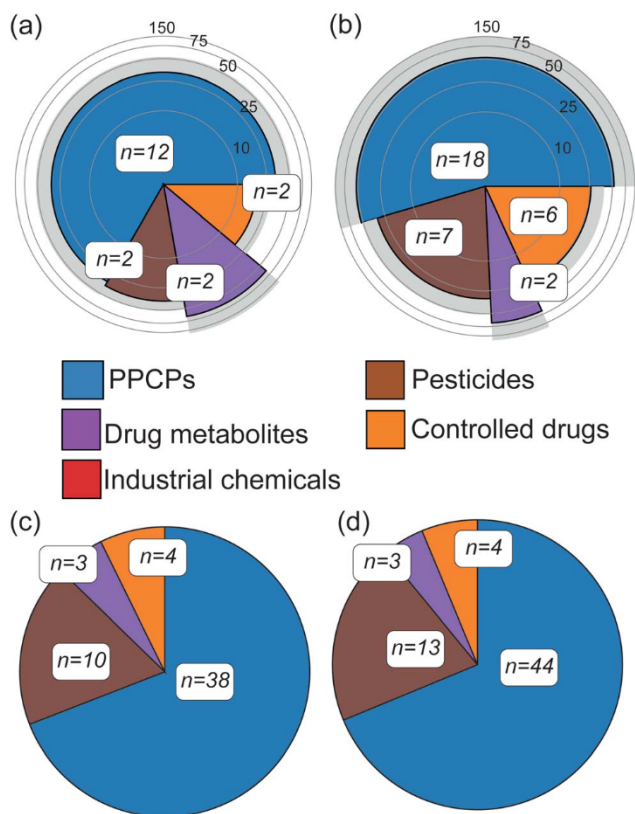 (a)
150
75
50
25
10
n=12
n=2
n=2
n=2
(b)
150
75
50
25
10
n=18
n=6
n=7
n=2
PPCPs
Pesticides
Drug metabolites
Controlled drugs
Industrial chemicals
(c)
n=3
n=4
n=10
n=38
(d)
n=3
n=4
n=13
n=44